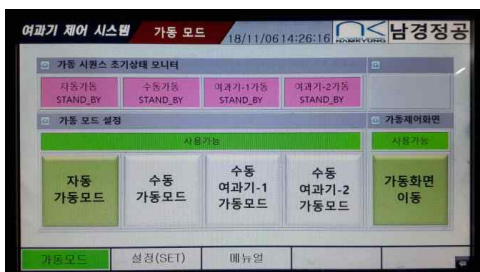 여과기 제어 시스템
가동 모드
18/11/06 14:26:16
NAMKYUNG
남경정공
가동 시퀀스 초기상태 모니터
자동가동 STAND_BY
수동가동 STAND_BY
여과기-1가동 STAND_BY
여과기-2가동 STAND_BY
가동 모드 설정
가동제어화면
사용가능
사용가능
자동 가동모드
수동 가동모드
수동 여과기-1 가동모드
수동 여과기-2 가동모드
가동화면 이동
가동모드
설정(SET)
메뉴얼